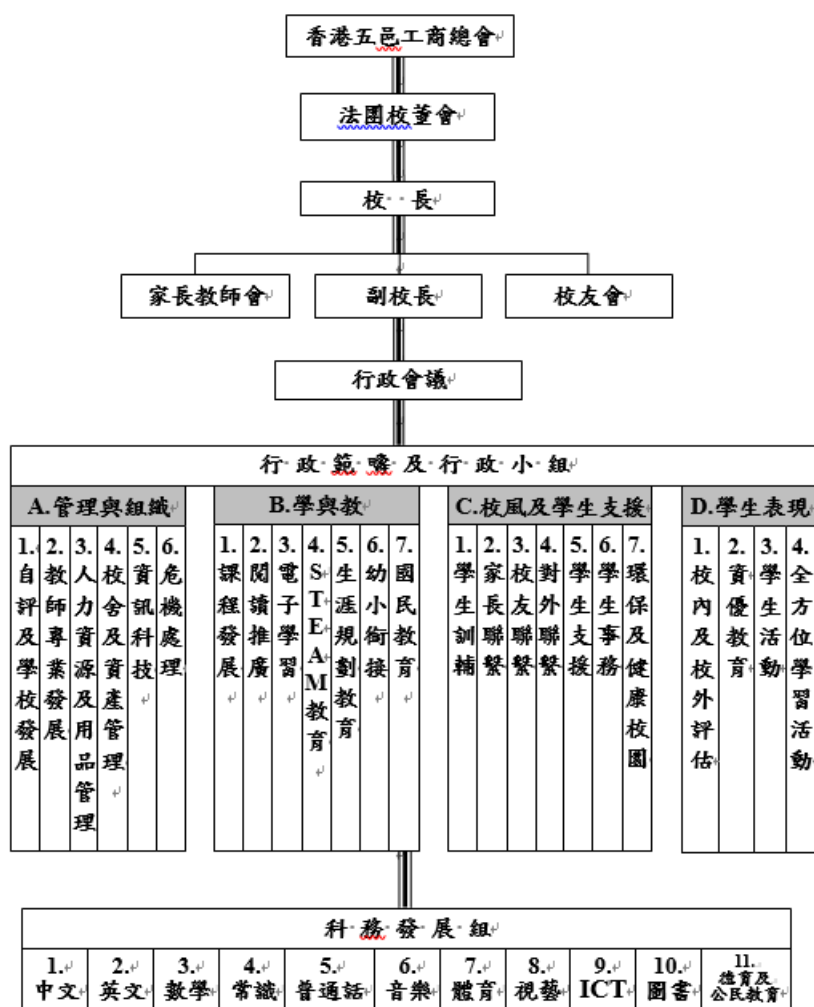 香港五邑工商總會
法團校董會
校 長
家長教師會
副校長
校友會
行政會議
行政範疇及行政小組
A.管理與組織
1.自評及學校發展
2.教師專業發展
3.人力資源及用品管理
4.校舍及資產管理
5.資訊科技
6.危機處理
B.學與教
1.課程發展
2.閱讀推廣
3.電子學習
4.STEAM教育
5.生涯規劃教育
6.幼小銜接
7.國民教育
C.校風及學生支援
1.學生訓輔
2.家長聯繫
3.校友聯繫
4.對外聯繫
5.學生支援
6.學生事務
7.環保及健康校園
D.學生表現
1.校內及校外評估
2.資優教育
3.學生活動
4.全方位學習活動
科務發展組
1.中文
2.英文
3.數學
4.常識
5.普通話
6.音樂
7.體育
8.視藝
9.ICT
10.圖書
11.德育及公民教育